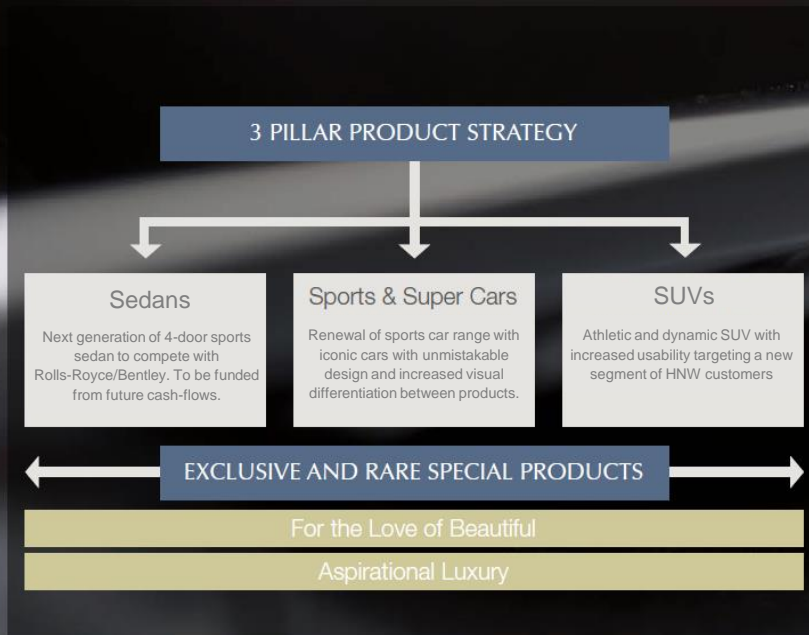 3 PILLAR PRODUCT STRATEGY
Sedans
Next generation of 4-door sports
sedan to compete with
Rolls-Royce/Bentley. To be funded
from future cash-flows.
Sports & Super Cars
Renewal of sports car range with
iconic cars with unmistakable
design and increased visual
differentiation between products.
SUVs
Athletic and dynamic SUV with
increased usability targeting a new
segment of HNW customers
EXCLUSIVE AND RARE SPECIAL PRODUCTS
For the Love of Beautiful
Aspirational Luxury